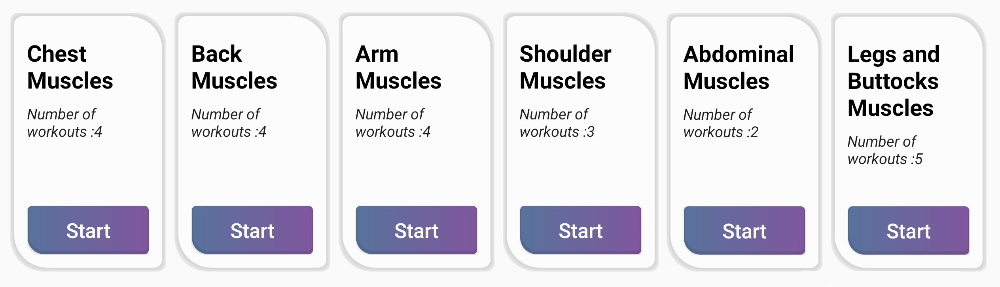 Chest
Muscles
Number of
workouts :4
Start
Back
Muscles
Number of
workouts :4
Start
Arm
Muscles
Number of
workouts :4
Start
Shoulder
Muscles
Number of
workouts :3
Start
Abdominal
Muscles
Number of
workouts :2
Start
Legs and
Buttocks
Muscles
Number of
workouts :5
Start